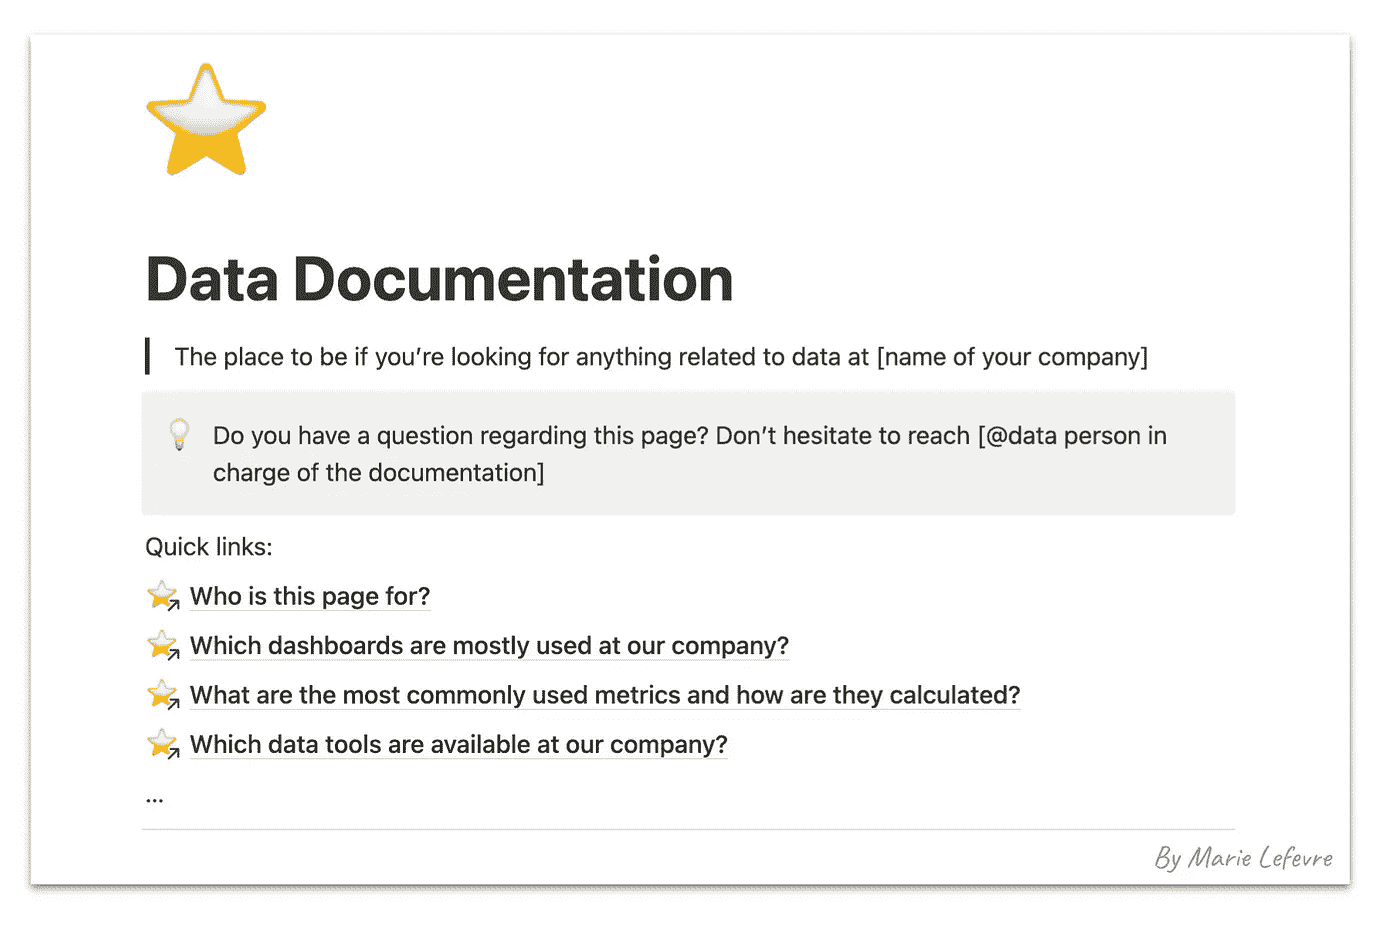 Data Documentation
The place to be if you’re looking for anything related to data at [name of your company]
Do you have a question regarding this page? Don’t hesitate to reach [@data person in
charge of the documentation]
Quick links:
Who is this page for?
Which dashboards are mostly used at our company?
What are the most commonly used metrics and how are they calculated?
Which data tools are available at our company?
...
By Marie Lefevre